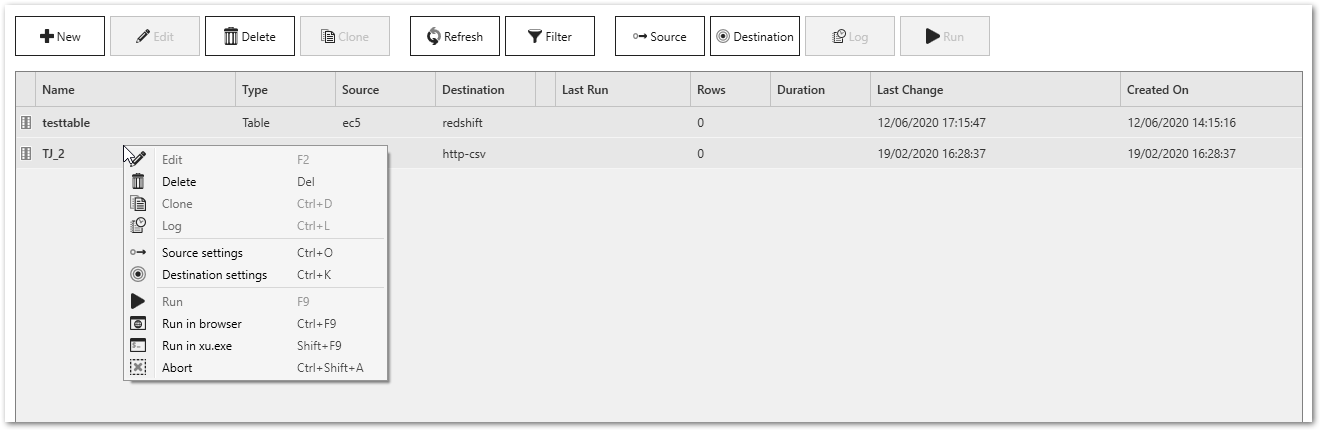 New Edit Delete Clone Refresh Filter Source Destination Log Run
Name Type Source Destination Last Run Rows Duration Last Change Created On
testtable Table ec5 redshift 0 12/06/2020 17:15:47 12/06/2020 14:15:16
TJ_2 http-csv 0 19/02/2020 16:28:37 19/02/2020 16:28:37
Edit F2
Delete Del
Clone Ctrl+D
Log Ctrl+L
Source settings Ctrl+O
Destination settings Ctrl+K
Run F9
Run in browser Ctrl+F9
Run in xu.exe Shift+F9
Abort Ctrl+Shift+A